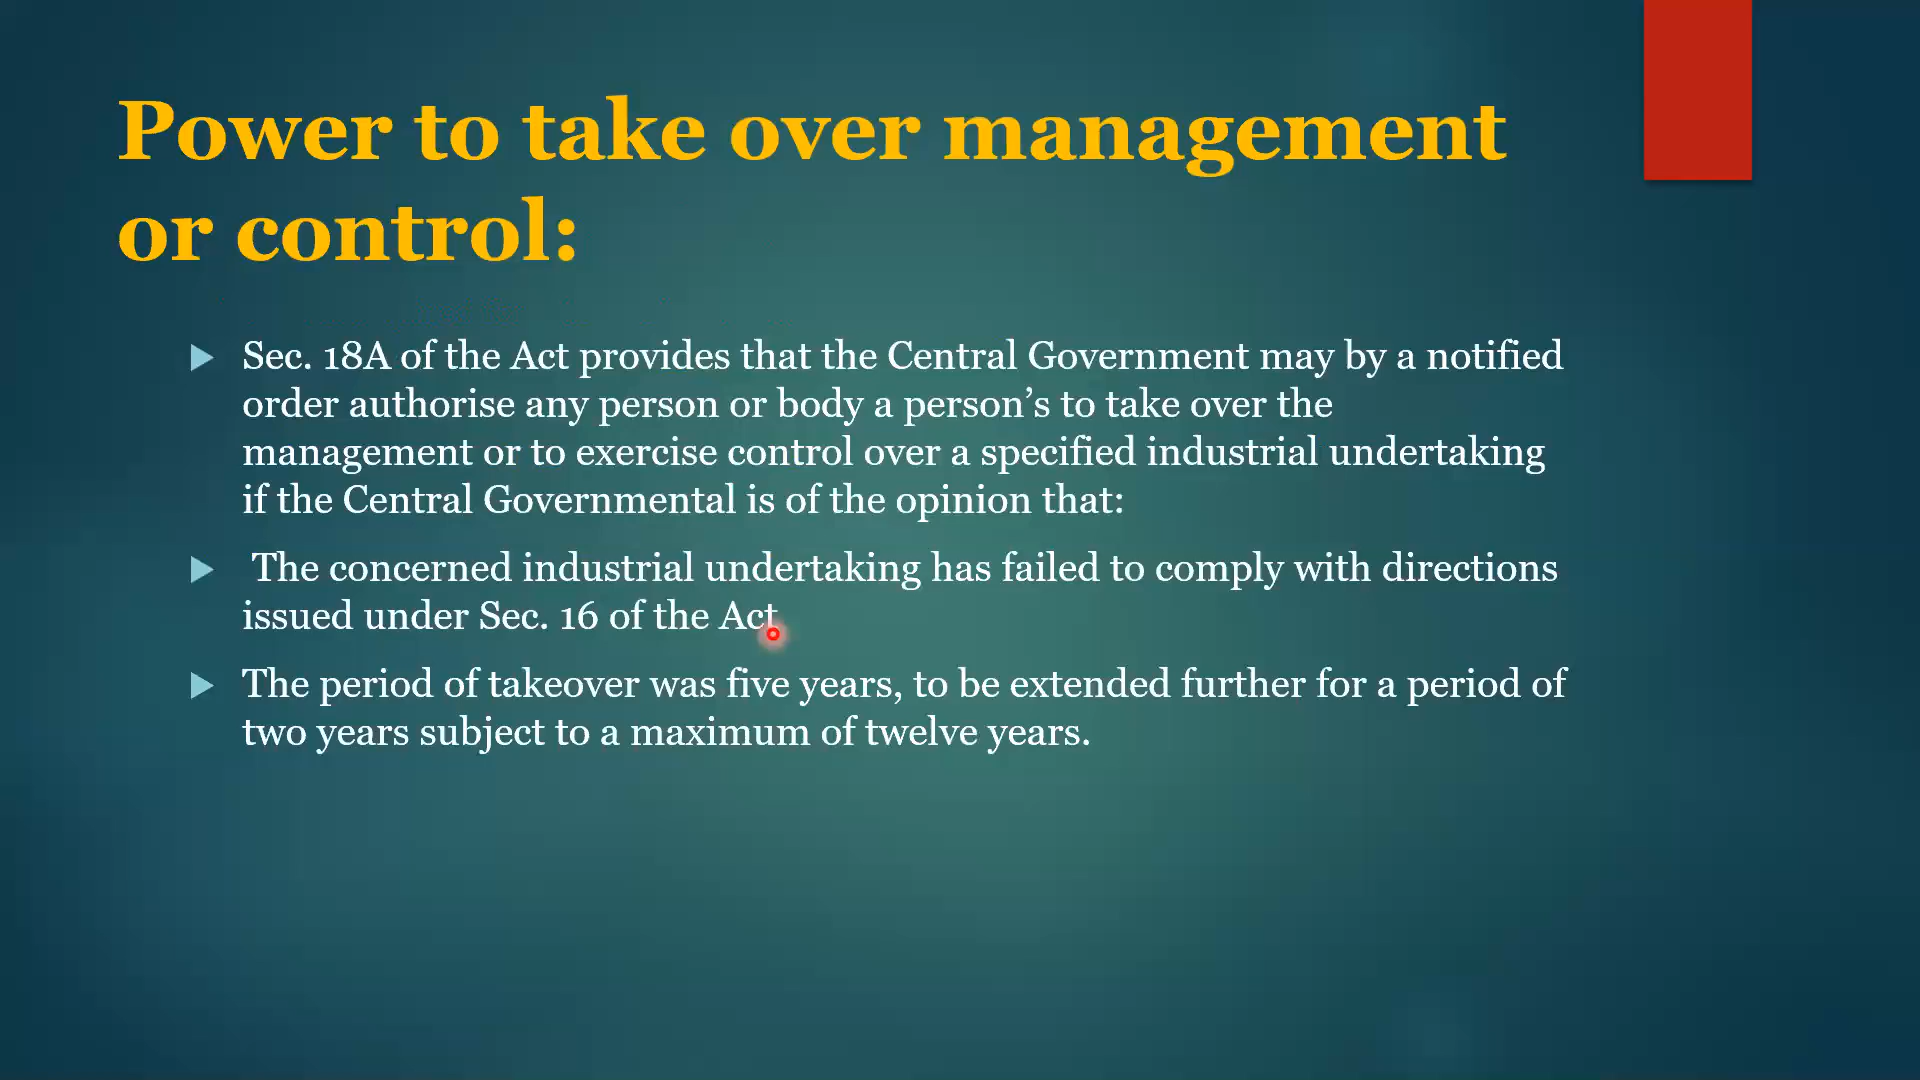 Power to take over management
or control:
Sec. 18A of the Act provides that the Central Government may by a notified
order authorise any person or body a person’s to take over the
management or to exercise control over a specified industrial undertaking
if the Central Governmental is of the opinion that:
The concerned industrial undertaking has failed to comply with directions
issued under Sec. 16 of the Act
The period of takeover was five years, to be extended further for a period of
two years subject to a maximum of twelve years.